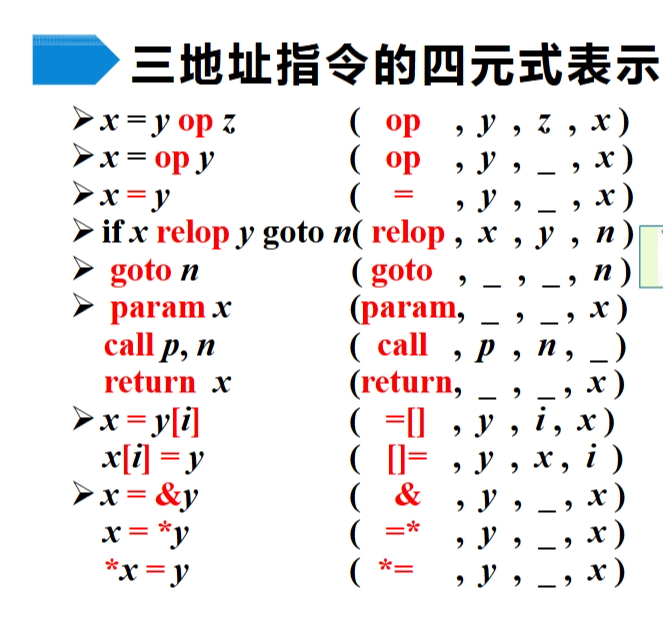 三地址指令的四元式表示
➢x = y op z ( op , y , z , x )
➢x = op y ( op , y , _ , x )
➢x = y ( = , y , _ , x )
➢if x relop y goto n( relop , x , y , n )
➢ goto n ( goto , _ , _ , n )
➢ param x (param, _ , _ , x )
call p, n ( call , p , n , _ )
return x (return, _ , _ , x )
➢x = y[i] ( =[] , y , i , x )
x[i] = y ( []= , y , x , i )
➢x = &y ( & , y , _ , x )
x = *y ( =* , y , _ , x )
*x = y ( *= , y , _ , x )